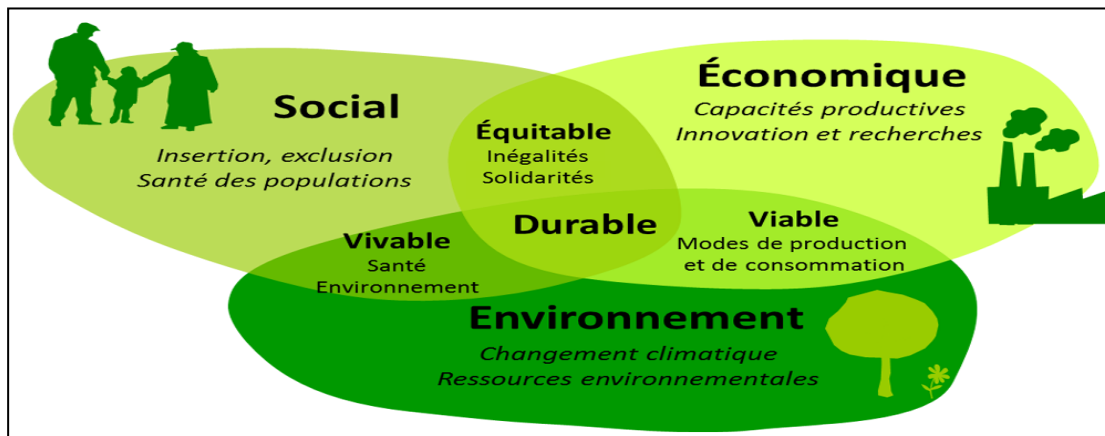 Social
Insertion, exclusion
Santé des populations
Économique
Capacités productives
Innovation et recherches
Équitable
Inégalités
Solidarités
Durable
Vivable
Santé
Environnement
Viable
Modes de production
et de consommation
Environnement
Changement climatique
Ressources environnementales